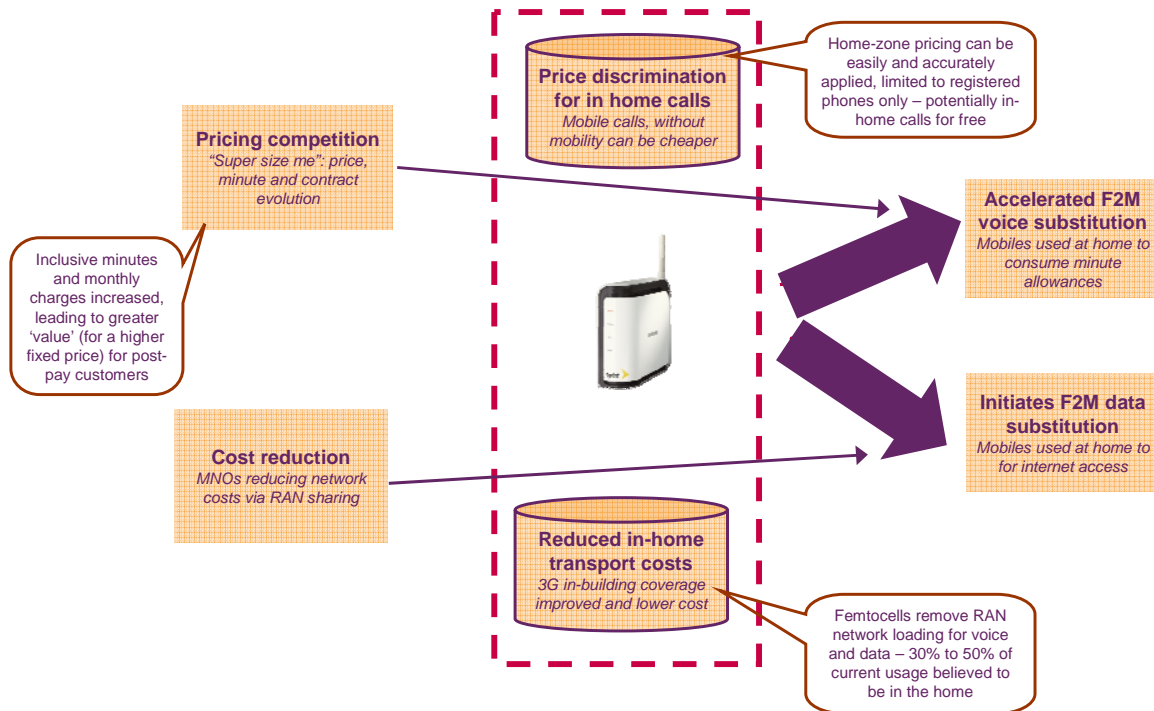 Price discrimination
for in home calls
Mobile calls, without
mobility can be cheaper
Home-zone pricing can be
easily and accurately
applied, limited to registered
phones only – potentially in-
home calls for free
Pricing competition
“Super size me”: price,
minute and contract
evolution
Accelerated F2M
voice substitution
Mobiles used at home to
consume minute
allowances
Inclusive minutes
and monthly
charges increased,
leading to greater
‘value’ (for a higher
fixed price) for post-
pay customers
Initiates F2M data
substitution
Mobiles used at home to
for internet access
Cost reduction
MNOs reducing network
costs via RAN sharing
Reduced in-home
transport costs
3G in-building coverage
improved and lower cost
Femtocells remove RAN
network loading for voice
and data – 30% to 50% of
current usage believed to
be in the home